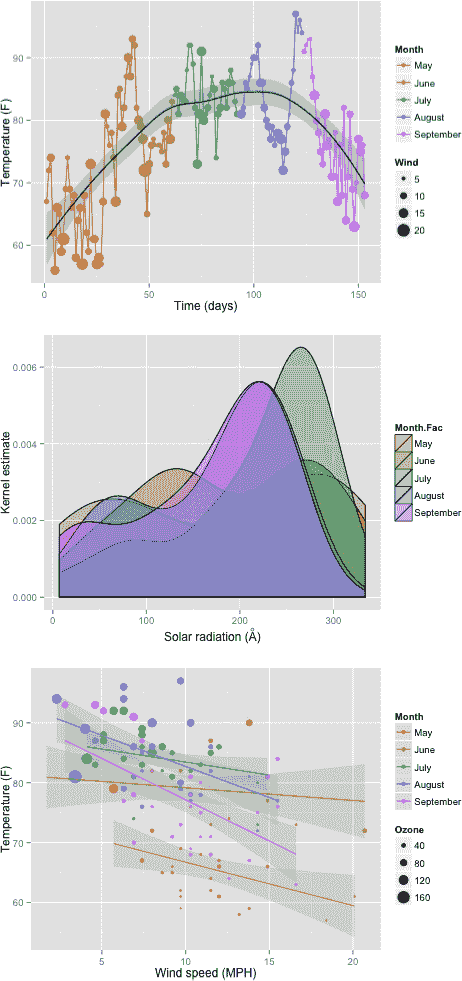 90
80
70
60
Temperature (F)
0
50
100
150
Time (days)
Month
May
June
July
August
September
Wind
5
10
15
20
0.006
0.004
0.002
0.000
Kernel estimate
0
100
200
300
Solar radiation (Å)
Month.Fac
May
June
July
August
September
90
80
70
60
Temperature (F)
5
10
15
20
Wind speed (MPH)
Month
May
June
July
August
September
Ozone
40
80
120
160